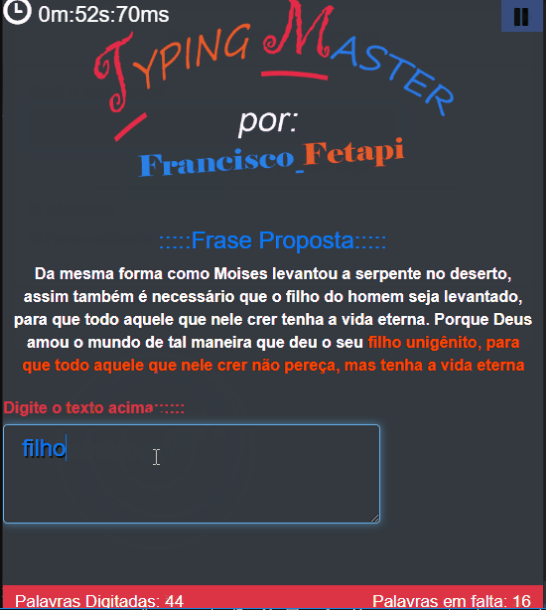 0m:52s:70ms
TYPING MASTER
por:
Francisco_Fetapi
:::::Frase Proposta:::::
Da mesma forma como Moises levantou a serpente no deserto,
assim também é necessário que o filho do homem seja levantado,
para que todo aquele que nele crer tenha a vida eterna. Porque Deus
amou o mundo de tal maneira que deu o seu filho unigênito, para
que todo aquele que nele crer não pereça, mas tenha a vida eterna
Digite o texto acima::::::
filho
Palavras Digitadas: 44 Palavras em falta: 16